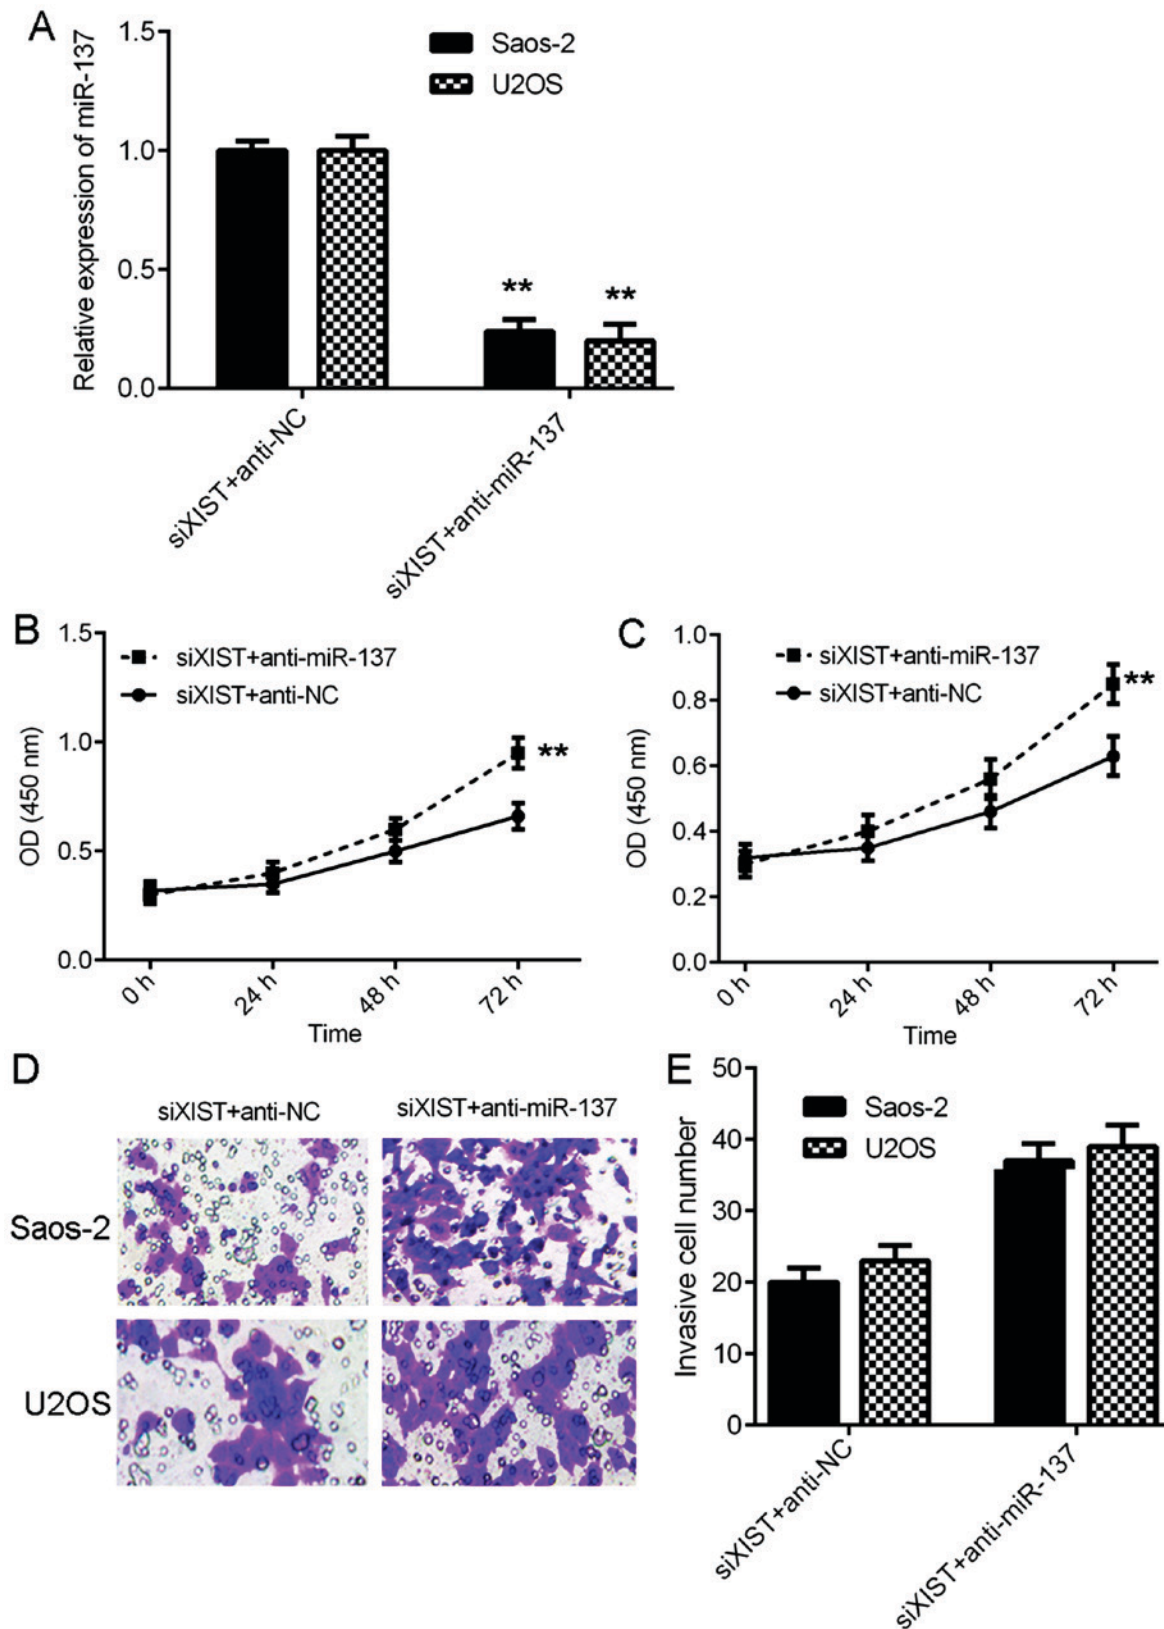 A
Relative expression of miR-137
1.5
1.0
0.5
0.0
Saos-2
U2OS
**
**
siXIST+anti-NC
siXIST+anti-miR-137
B
OD (450 nm)
1.5
1.0
0.5
0.0
siXIST+anti-miR-137
siXIST+anti-NC
**
0 h
24 h
48 h
72 h
Time
C
OD (450 nm)
1.0
0.8
0.6
0.4
0.2
0.0
siXIST+anti-miR-137
siXIST+anti-NC
**
0 h
24 h
48 h
72 h
Time
D
siXIST+anti-NC
siXIST+anti-miR-137
Saos-2
U2OS
E
Invasive cell number
50
40
30
20
10
0
Saos-2
U2OS
siXIST+anti-NC
siXIST+anti-miR-137